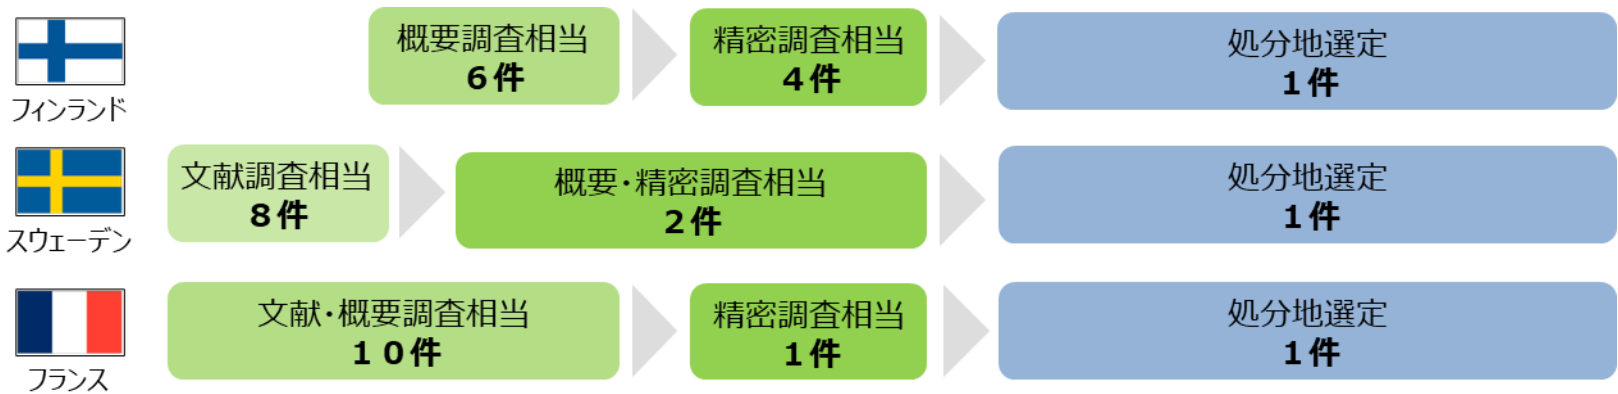 フィンランド
概要調査相当
6件
精密調査相当
4件
処分地選定
1件
スウェーデン
文献調査相当
8件
概要・精密調査相当
2件
処分地選定
1件
フランス
文献・概要調査相当
10件
精密調査相当
1件
処分地選定
1件